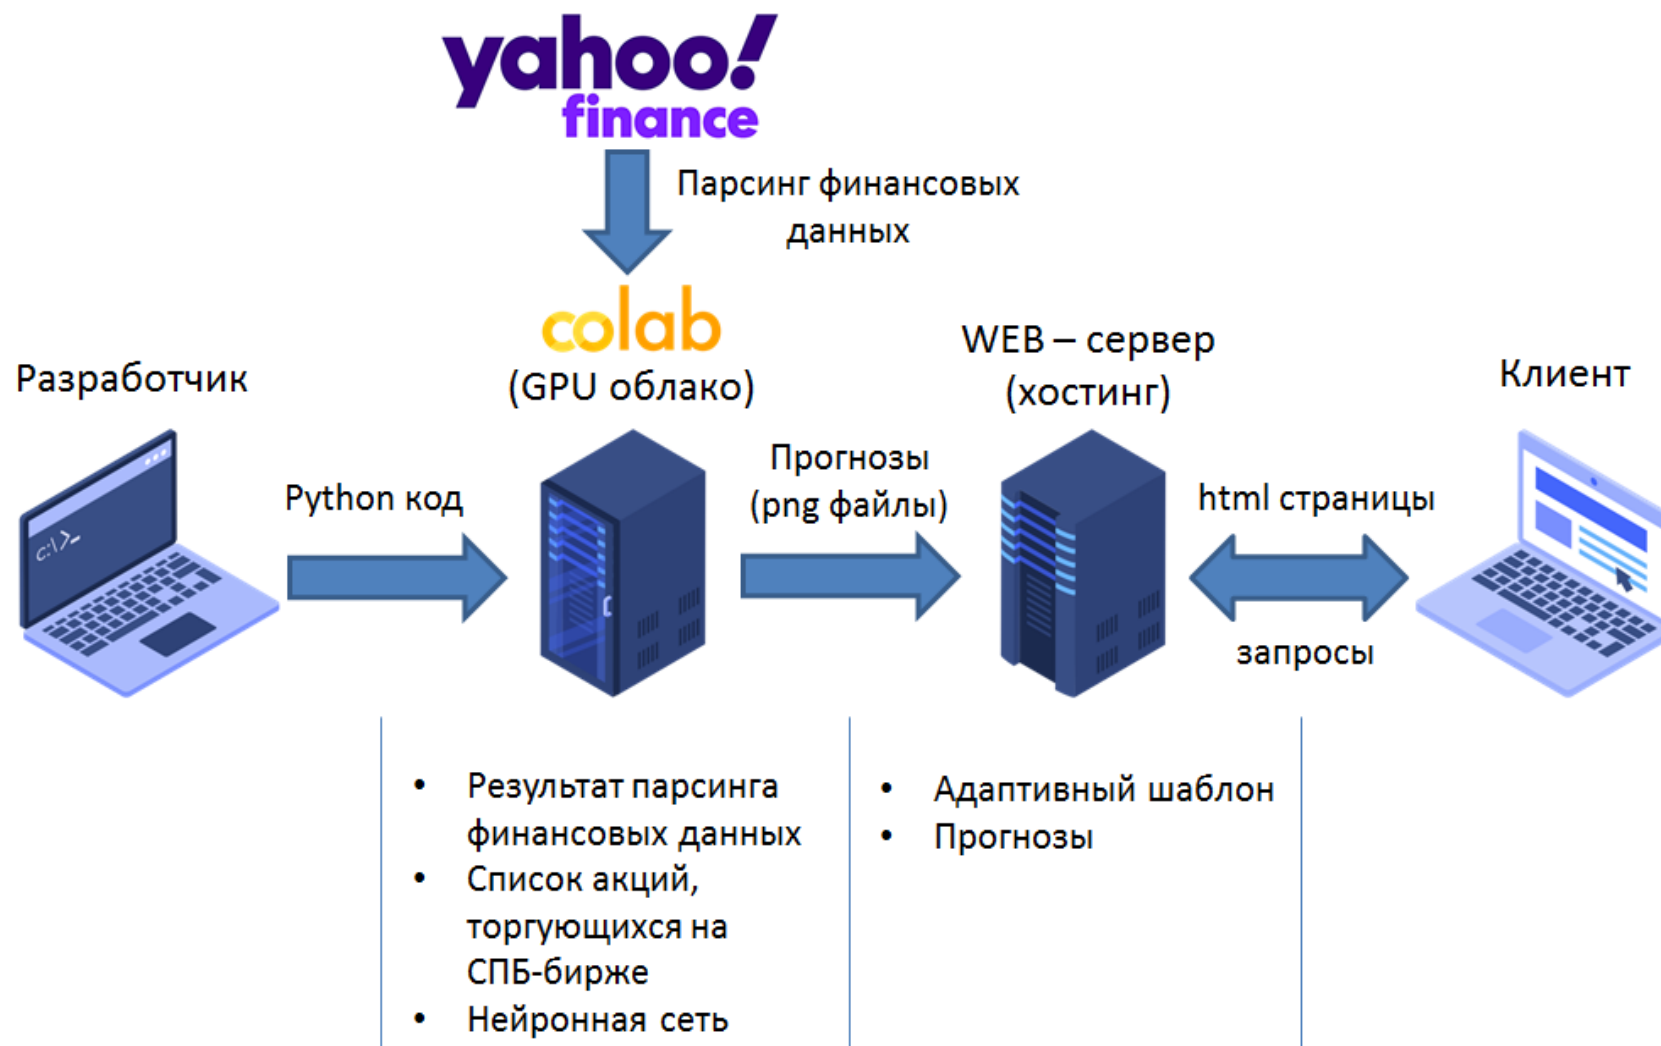 yahoo!
finance
Парсинг финансовых
данных
colab
(GPU облако)
WEB – сервер
(хостинг)
Разработчик
Клиент
Python код
Прогнозы
(png файлы)
html страницы
запросы
c:\>_
• Результат парсинга
финансовых данных
• Список акций,
торгующихся на
СПБ-бирже
• Нейронная сеть
• Адаптивный шаблон
• Прогнозы